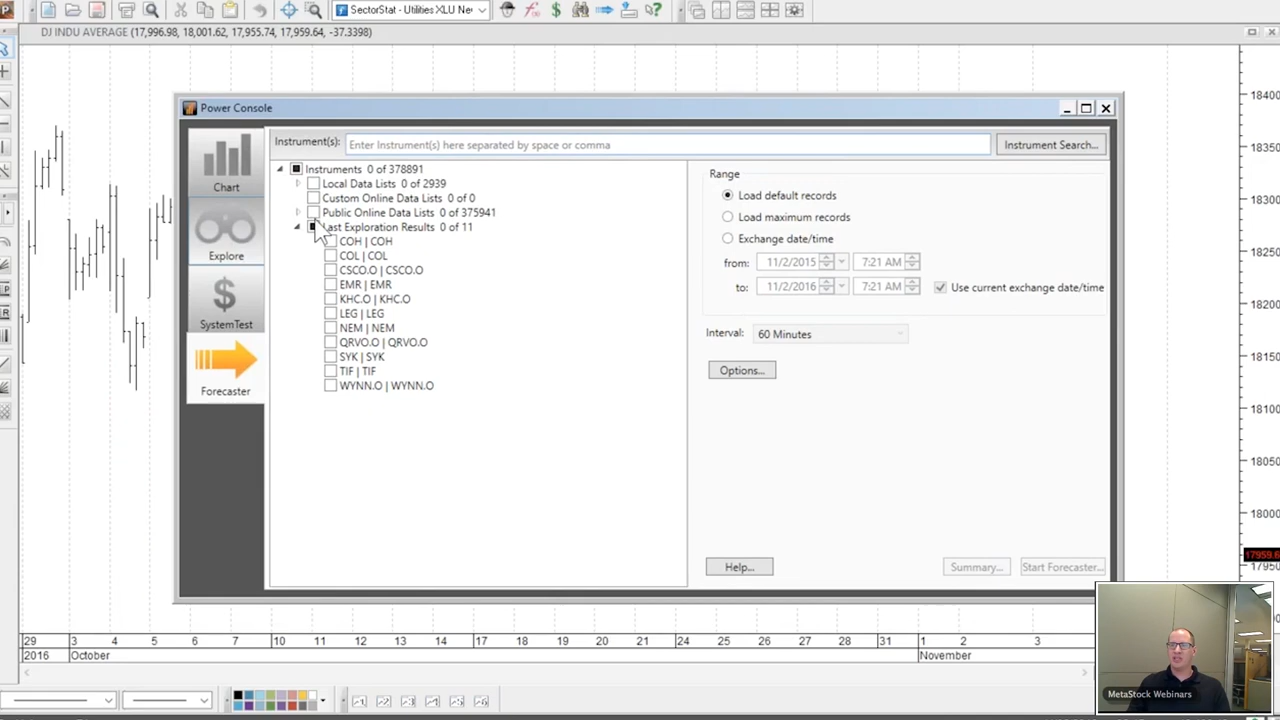 SectorStat - Utilities XLU Ne
DJ INDU AVERAGE (17,996.98, 18,001.62, 17,955.74, 17,959.64, -37.3398)
Power Console
Chart
Explore
SystemTest
Forecaster
Instrument(s):
Enter Instrument(s) here separated by space or comma
Instrument Search...
Instruments 0 of 378891
Local Data Lists 0 of 2939
Custom Online Data Lists 0 of 0
Public Online Data Lists 0 of 375941
Last Exploration Results 0 of 11
COH | COH
COL | COL
CSCO.O | CSCO.O
EMR | EMR
KHC.O | KHC.O
LEG | LEG
NEM | NEM
QRVO.O | QRVO.O
SYK | SYK
TIF | TIF
WYNN.O | WYNN.O
Range
Load default records
Load maximum records
Exchange date/time
from: 11/2/2015 7:21 AM
to: 11/2/2016 7:21 AM
Use current exchange date/time
Interval: 60 Minutes
Options...
Help...
Summary...
Start Forecaster...
18400
18350
18300
18250
18200
18150
18100
18050
18000
17959.6
1795
29 3 4 5 6 7 10 11 12 13 14 17 18 19 20 21 24 25 26 27 28 31 1 2 3
2016 October November
MetaStock Webinars